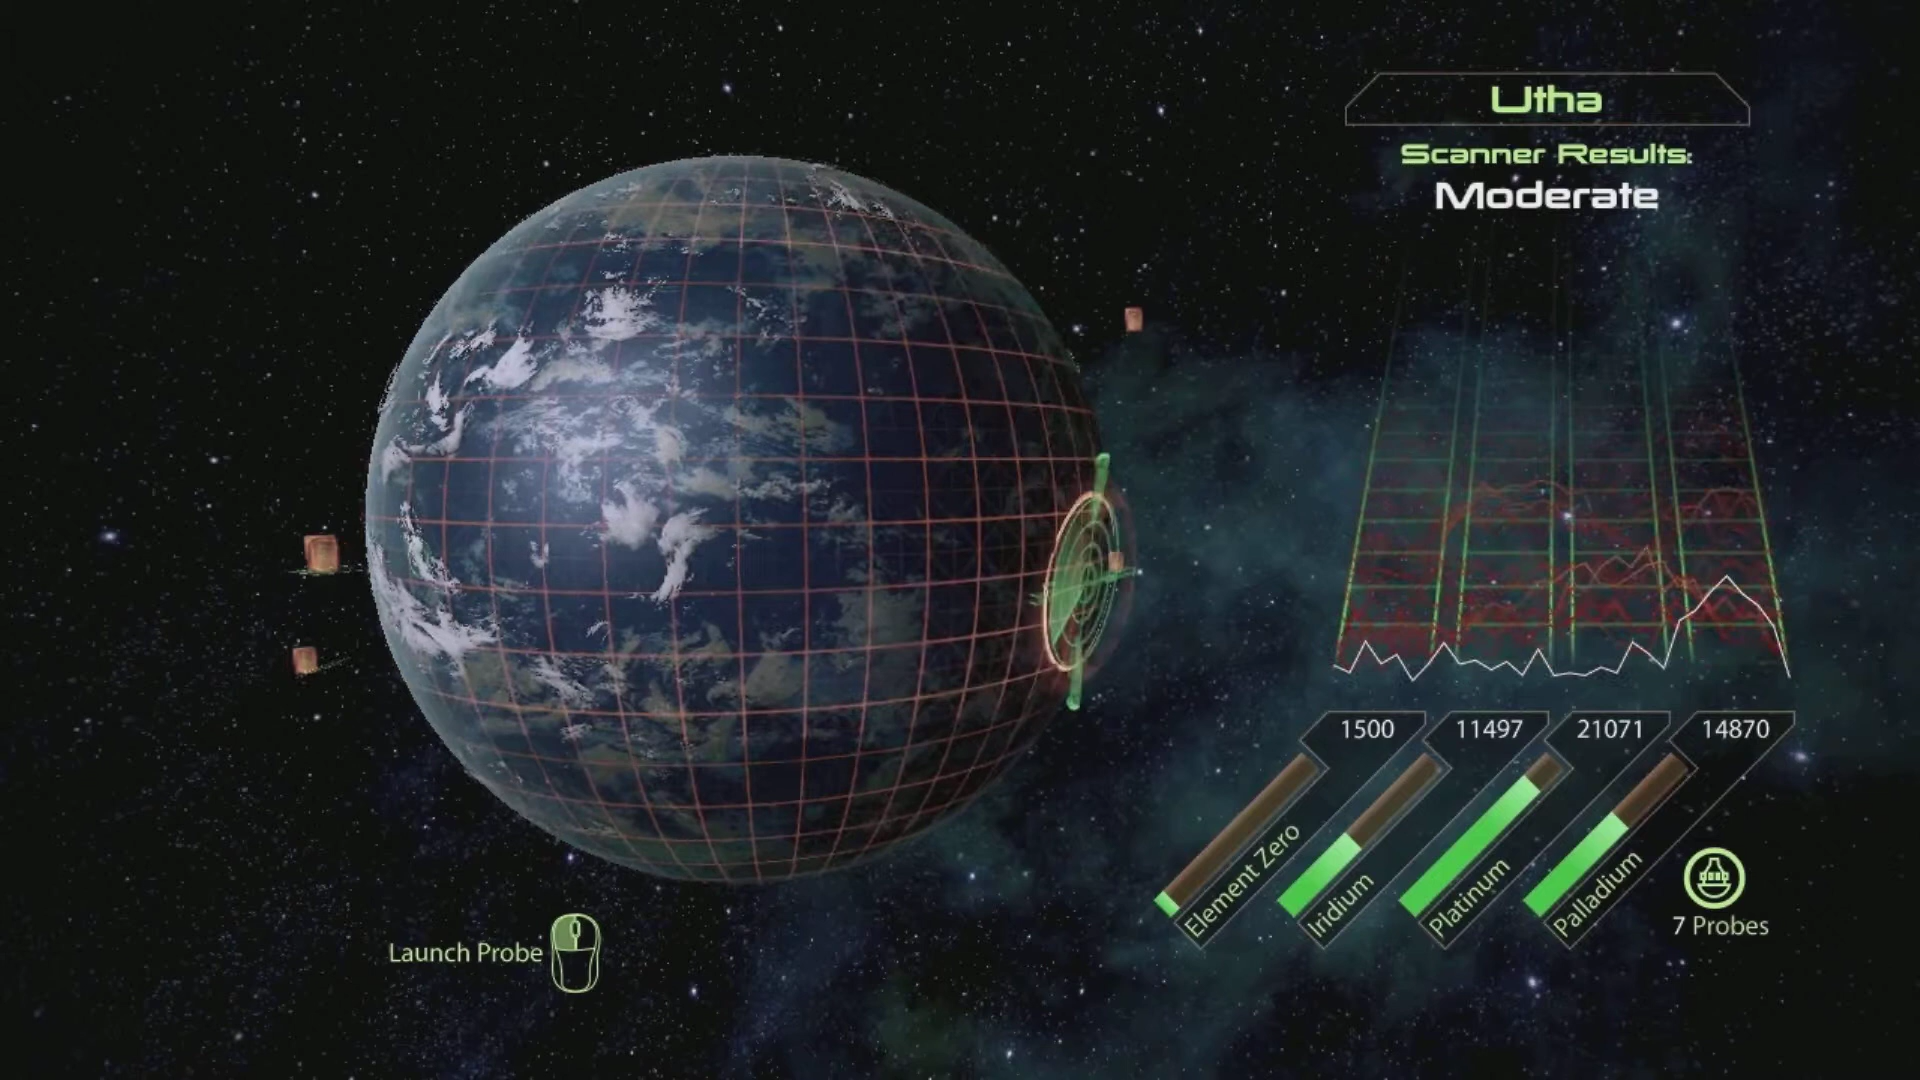 Utha
Scanner Results:
Moderate
1500
11497
21071
14870
Element Zero
Iridium
Platinum
Palladium
7 Probes
Launch Probe